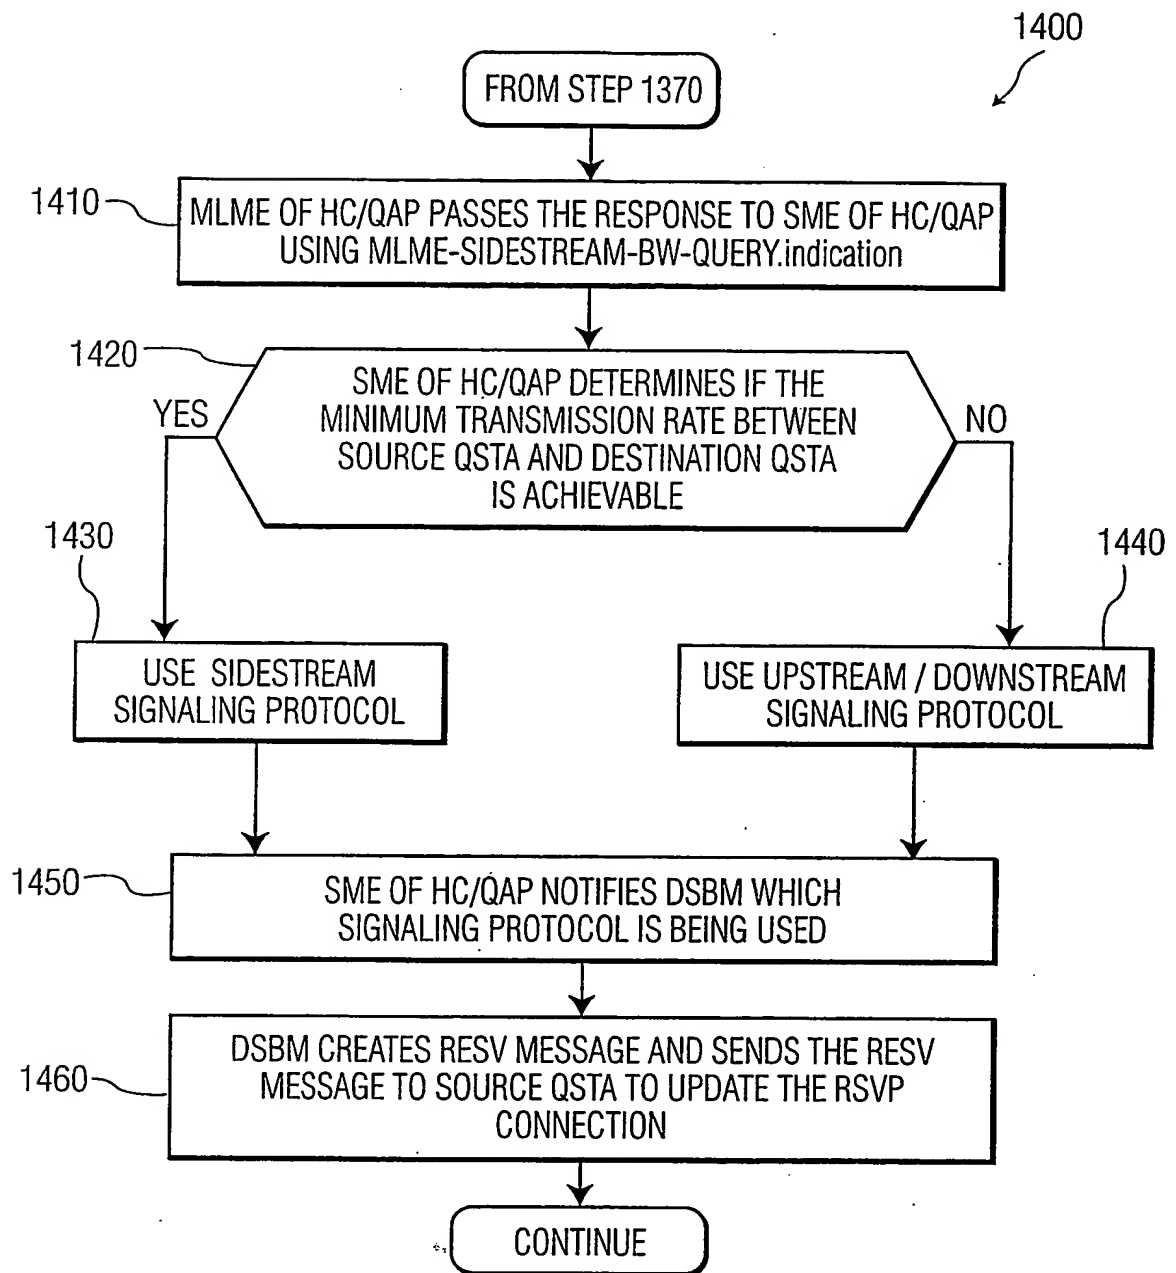 1400
FROM STEP 1370
1410
MLME OF HC/QAP PASSES THE RESPONSE TO SME OF HC/QAP
USING MLME-SIDESTREAM-BW-QUERY.indication
1420
SME OF HC/QAP DETERMINES IF THE
MINIMUM TRANSMISSION RATE BETWEEN
SOURCE QSTA AND DESTINATION QSTA
IS ACHIEVABLE
YES
NO
1430
1440
USE SIDESTREAM
SIGNALING PROTOCOL
USE UPSTREAM / DOWNSTREAM
SIGNALING PROTOCOL
1450
SME OF HC/QAP NOTIFIES DSBM WHICH
SIGNALING PROTOCOL IS BEING USED
1460
DSBM CREATES RESV MESSAGE AND SENDS THE RESV
MESSAGE TO SOURCE QSTA TO UPDATE THE RSVP
CONNECTION
CONTINUE